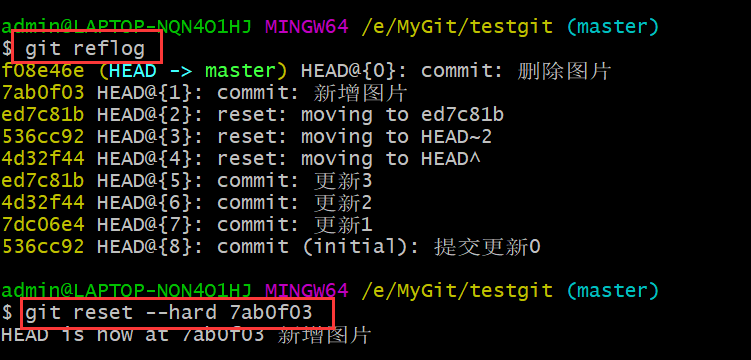 admin@LAPTOP-NQN4O1HJ MINGW64 /e/MyGit/testgit (master)
$ git reflog
f08e46e (HEAD -> master) HEAD@{0}: commit: 删除图片
7ab0f03 HEAD@{1}: commit: 新增图片
ed7c81b HEAD@{2}: reset: moving to ed7c81b
536cc92 HEAD@{3}: reset: moving to HEAD~2
4d32f44 HEAD@{4}: reset: moving to HEAD^
ed7c81b HEAD@{5}: commit: 更新3
4d32f44 HEAD@{6}: commit: 更新2
7dc06e4 HEAD@{7}: commit: 更新1
536cc92 HEAD@{8}: commit (initial): 提交更新0
admin@LAPTOP-NQN4O1HJ MINGW64 /e/MyGit/testgit (master)
$ git reset --hard 7ab0f03
HEAD is now at 7ab0f03 新增图片